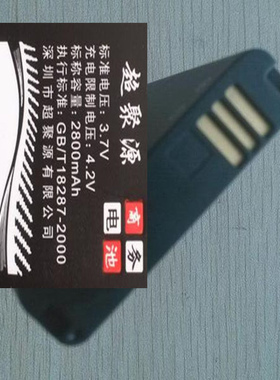 超聚源
标准电压：3.7V
充电限制电压：4.2V
标称容量：2800mAh
执行标准：GB/T18287-2000
深圳市超聚源有限公司
商务
电池